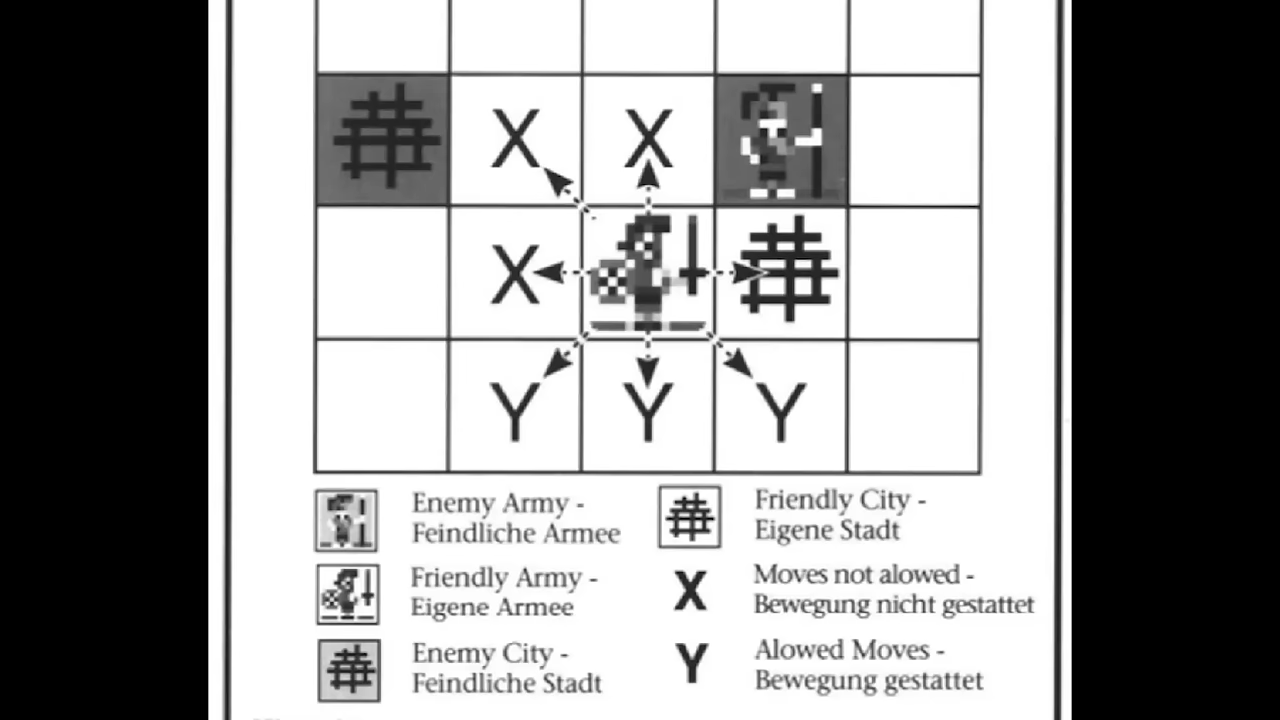 X X
X
Y Y Y
Enemy Army -
Feindliche Armee
Friendly City -
Eigene Stadt
Friendly Army -
Eigene Armee
X
Moves not alowed -
Bewegung nicht gestattet
Enemy City -
Feindliche Stadt
Y
Alowed Moves -
Bewegung gestattet